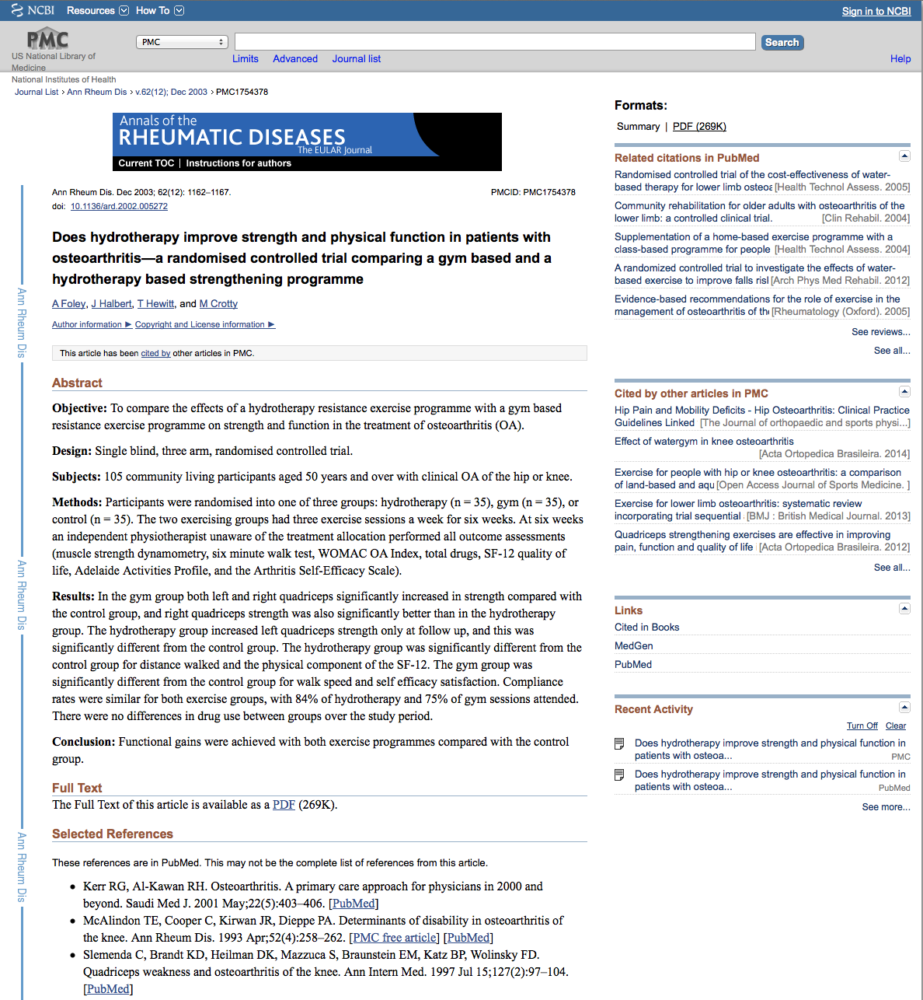 NCBI Resources How To Sign in to NCBI
PMC
US National Library of
Medicine
National Institutes of Health
PMC Search
Limits Advanced Journal list Help
Journal List > Ann Rheum Dis > v.62(12); Dec 2003 > PMC1754378
Annals of the
RHEUMATIC DISEASES
The EULAR Journal
Current TOC | Instructions for authors
Ann Rheum Dis
Ann Rheum Dis
Ann Rheum Dis
Ann Rheum Dis. Dec 2003; 62(12): 1162–1167. PMCID: PMC1754378
doi: 10.1136/ard.2002.005272
Does hydrotherapy improve strength and physical function in patients with
osteoarthritis—a randomised controlled trial comparing a gym based and a
hydrotherapy based strengthening programme
A Foley, J Halbert, T Hewitt, and M Crotty
Author information ► Copyright and License information ►
This article has been cited by other articles in PMC.
Abstract
Objective: To compare the effects of a hydrotherapy resistance exercise programme with a gym based
resistance exercise programme on strength and function in the treatment of osteoarthritis (OA).
Design: Single blind, three arm, randomised controlled trial.
Subjects: 105 community living participants aged 50 years and over with clinical OA of the hip or knee.
Methods: Participants were randomised into one of three groups: hydrotherapy (n = 35), gym (n = 35), or
control (n = 35). The two exercising groups had three exercise sessions a week for six weeks. At six weeks
an independent physiotherapist unaware of the treatment allocation performed all outcome assessments
(muscle strength dynamometry, six minute walk test, WOMAC OA Index, total drugs, SF-12 quality of
life, Adelaide Activities Profile, and the Arthritis Self-Efficacy Scale).
Results: In the gym group both left and right quadriceps significantly increased in strength compared with
the control group, and right quadriceps strength was also significantly better than in the hydrotherapy
group. The hydrotherapy group increased left quadriceps strength only at follow up, and this was
significantly different from the control group. The hydrotherapy group was significantly different from the
control group for distance walked and the physical component of the SF-12. The gym group was
significantly different from the control group for walk speed and self efficacy satisfaction. Compliance
rates were similar for both exercise groups, with 84% of hydrotherapy and 75% of gym sessions attended.
There were no differences in drug use between groups over the study period.
Conclusion: Functional gains were achieved with both exercise programmes compared with the control
group.
Full Text
The Full Text of this article is available as a PDF (269K).
Selected References
These references are in PubMed. This may not be the complete list of references from this article.
• Kerr RG, Al-Kawan RH. Osteoarthritis. A primary care approach for physicians in 2000 and
beyond. Saudi Med J. 2001 May;22(5):403–406. [PubMed]
• McAlindon TE, Cooper C, Kirwan JR, Dieppe PA. Determinants of disability in osteoarthritis of
the knee. Ann Rheum Dis. 1993 Apr;52(4):258–262. [PMC free article] [PubMed]
• Slemenda C, Brandt KD, Heilman DK, Mazzuca S, Braunstein EM, Katz BP, Wolinsky FD.
Quadriceps weakness and osteoarthritis of the knee. Ann Intern Med. 1997 Jul 15;127(2):97–104.
[PubMed]
Formats:
Summary | PDF (269K)
Related citations in PubMed
Randomised controlled trial of the cost-effectiveness of water-
based therapy for lower limb osteoa [Health Technol Assess. 2005]
Community rehabilitation for older adults with osteoarthritis of the
lower limb: a controlled clinical trial. [Clin Rehabil. 2004]
Supplementation of a home-based exercise programme with a
class-based programme for people [Health Technol Assess. 2004]
A randomized controlled trial to investigate the effects of water-
based exercise to improve falls risl [Arch Phys Med Rehabil. 2012]
Evidence-based recommendations for the role of exercise in the
management of osteoarthritis of th [Rheumatology (Oxford). 2005]
See reviews...
See all...
Cited by other articles in PMC
Hip Pain and Mobility Deficits - Hip Osteoarthritis: Clinical Practice
Guidelines Linked [The Journal of orthopaedic and sports physi...]
Effect of watergym in knee osteoarthritis
[Acta Ortopedica Brasileira. 2014]
Exercise for people with hip or knee osteoarthritis: a comparison
of land-based and aqu [Open Access Journal of Sports Medicine. ]
Exercise for lower limb osteoarthritis: systematic review
incorporating trial sequential [BMJ : British Medical Journal. 2013]
Quadriceps strengthening exercises are effective in improving
pain, function and quality of life [Acta Ortopedica Brasileira. 2012]
See all...
Links
Cited in Books
MedGen
PubMed
Recent Activity
Turn Off Clear
Does hydrotherapy improve strength and physical function in
patients with osteoa... PMC
Does hydrotherapy improve strength and physical function in
patients with osteoa... PubMed
See more...